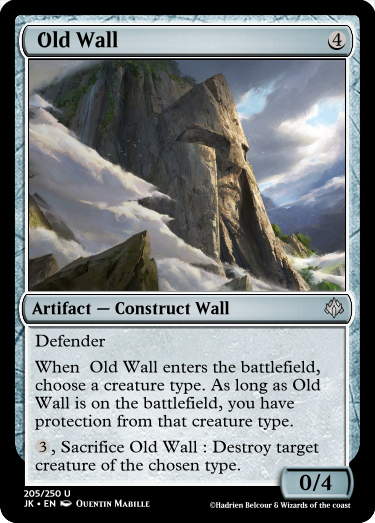 Old Wall 4
Artifact — Construct Wall
Defender
When Old Wall enters the battlefield,
choose a creature type. As long as Old
Wall is on the battlefield, you have
protection from that creature type.
3 , Sacrifice Old Wall : Destroy target
creature of the chosen type.
0/4
205/250 U
JK • EN Quentin Mabille
©Hadrien Belcour & Wizards of the coast